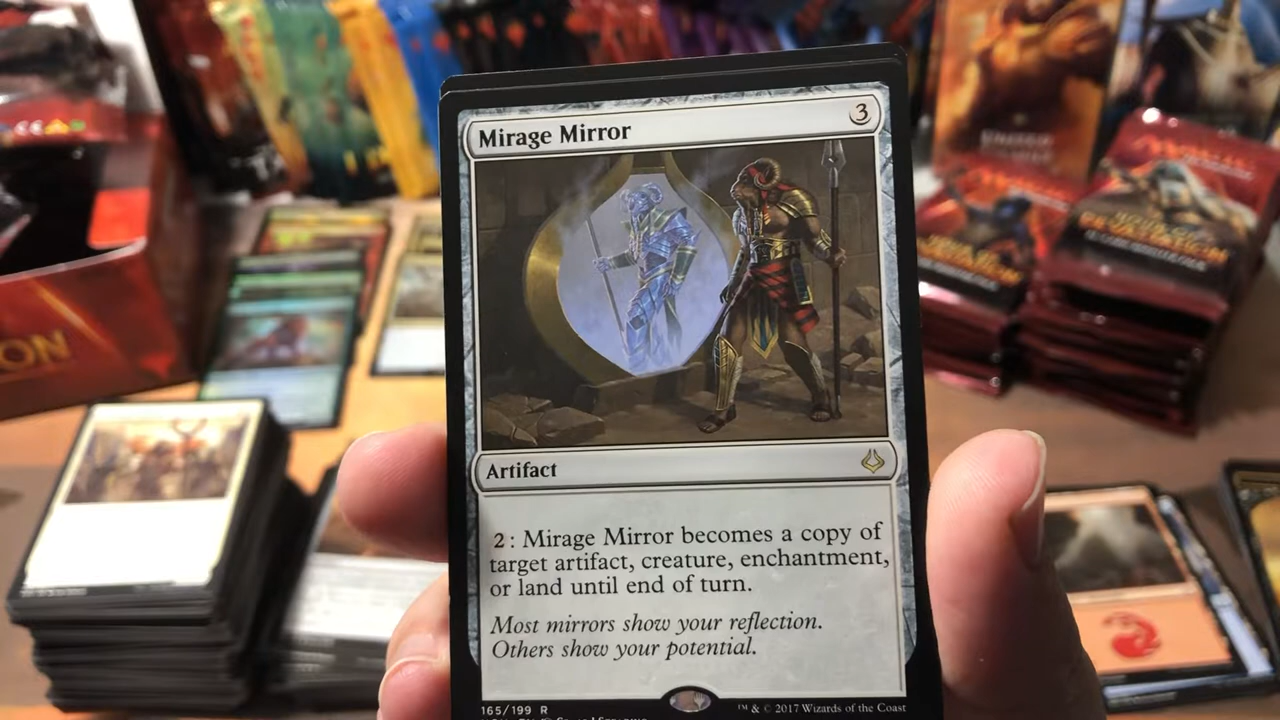 Mirage Mirror
3
Artifact
2: Mirage Mirror becomes a copy of
target artifact, creature, enchantment,
or land until end of turn.
Most mirrors show your reflection.
Others show your potential.
165/199 R
™ & © 2017 Wizards of the Coast
ON